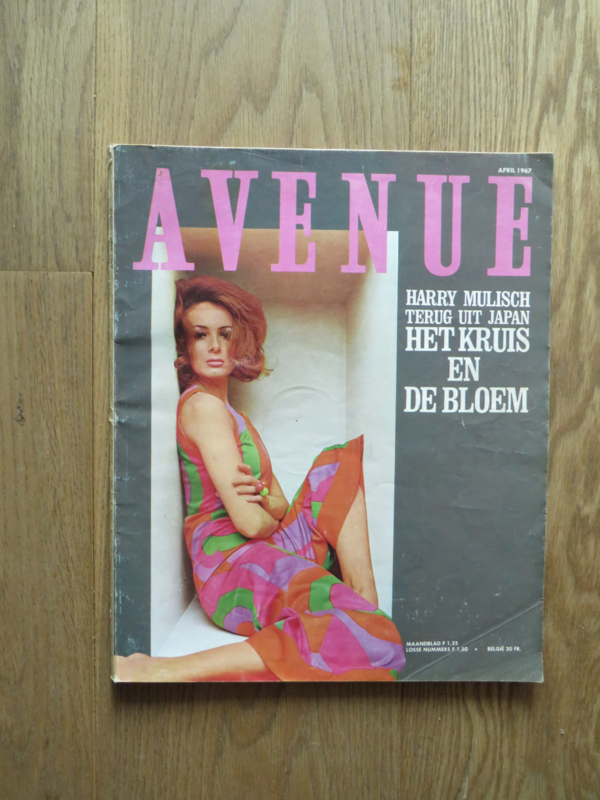 APRIL 1967
AVENUE
HARRY MULISCH
TERUG UIT JAPAN
HET KRUIS
EN
DE BLOEM
MAANDBLAD F 1,25
LOSSE NUMMERS F 1,50 • BELGIË 20 FR.